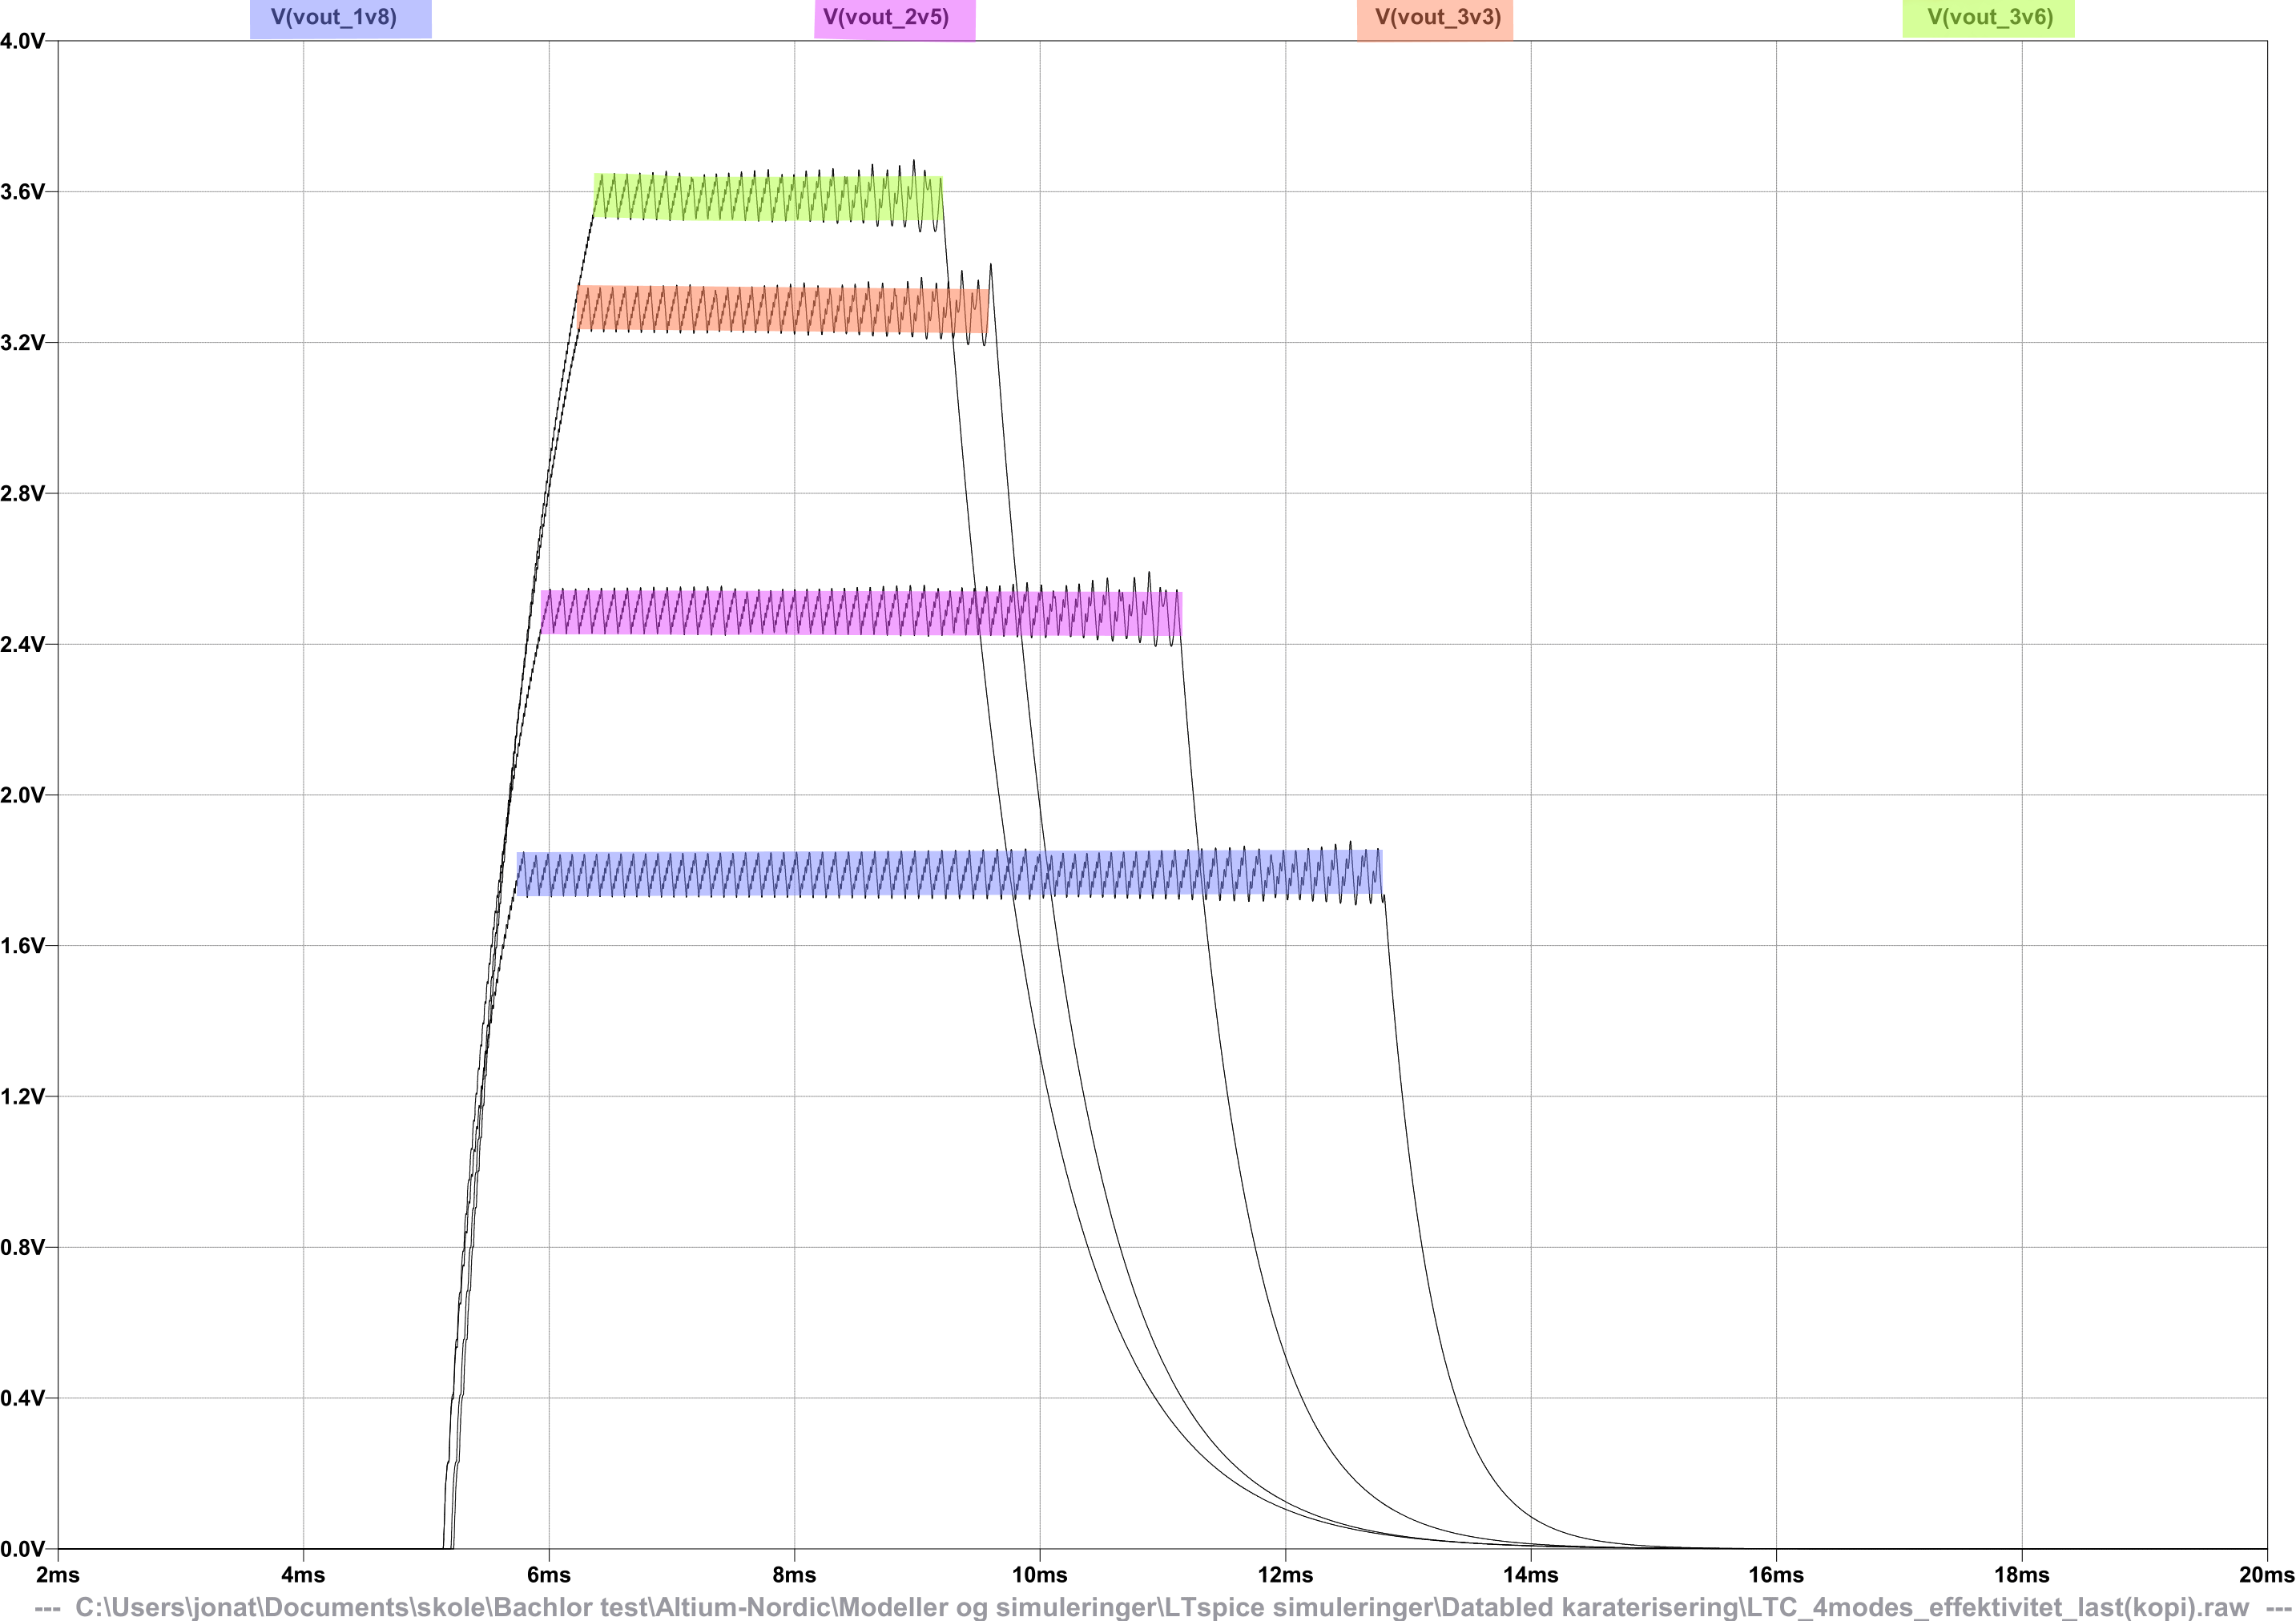 V(vout_1v8) V(vout_2v5) V(vout_3v3) V(vout_3v6)
4.0V
3.6V
3.2V
2.8V
2.4V
2.0V
1.6V
1.2V
0.8V
0.4V
0.0V
2ms 4ms 6ms 8ms 10ms 12ms 14ms 16ms 18ms 20ms
--- C:\Users\jonat\Documents\skole\Bachlor test\Altium-Nordic\Modeller og simuleringer\LTspice simuleringer\Databled karaterisering\LTC_4modes_effektivitet_last(kopi).raw ---